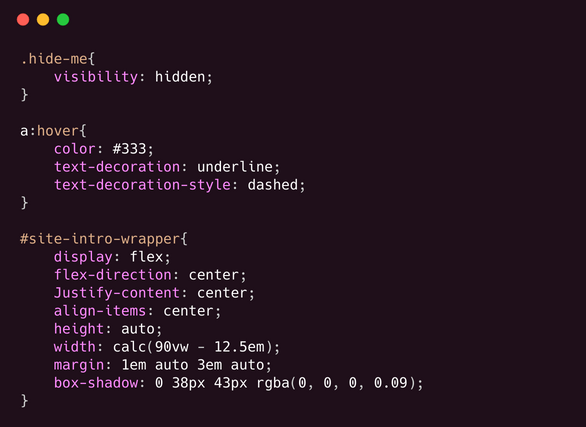 .hide-me{
    visibility: hidden;
}

a:hover{
    color: #333;
    text-decoration: underline;
    text-decoration-style: dashed;
}

#site-intro-wrapper{
    display: flex;
    flex-direction: center;
    Justify-content: center;
    align-items: center;
    height: auto;
    width: calc(90vw - 12.5em);
    margin: 1em auto 3em auto;
    box-shadow: 0 38px 43px rgba(0, 0, 0, 0.09);
}